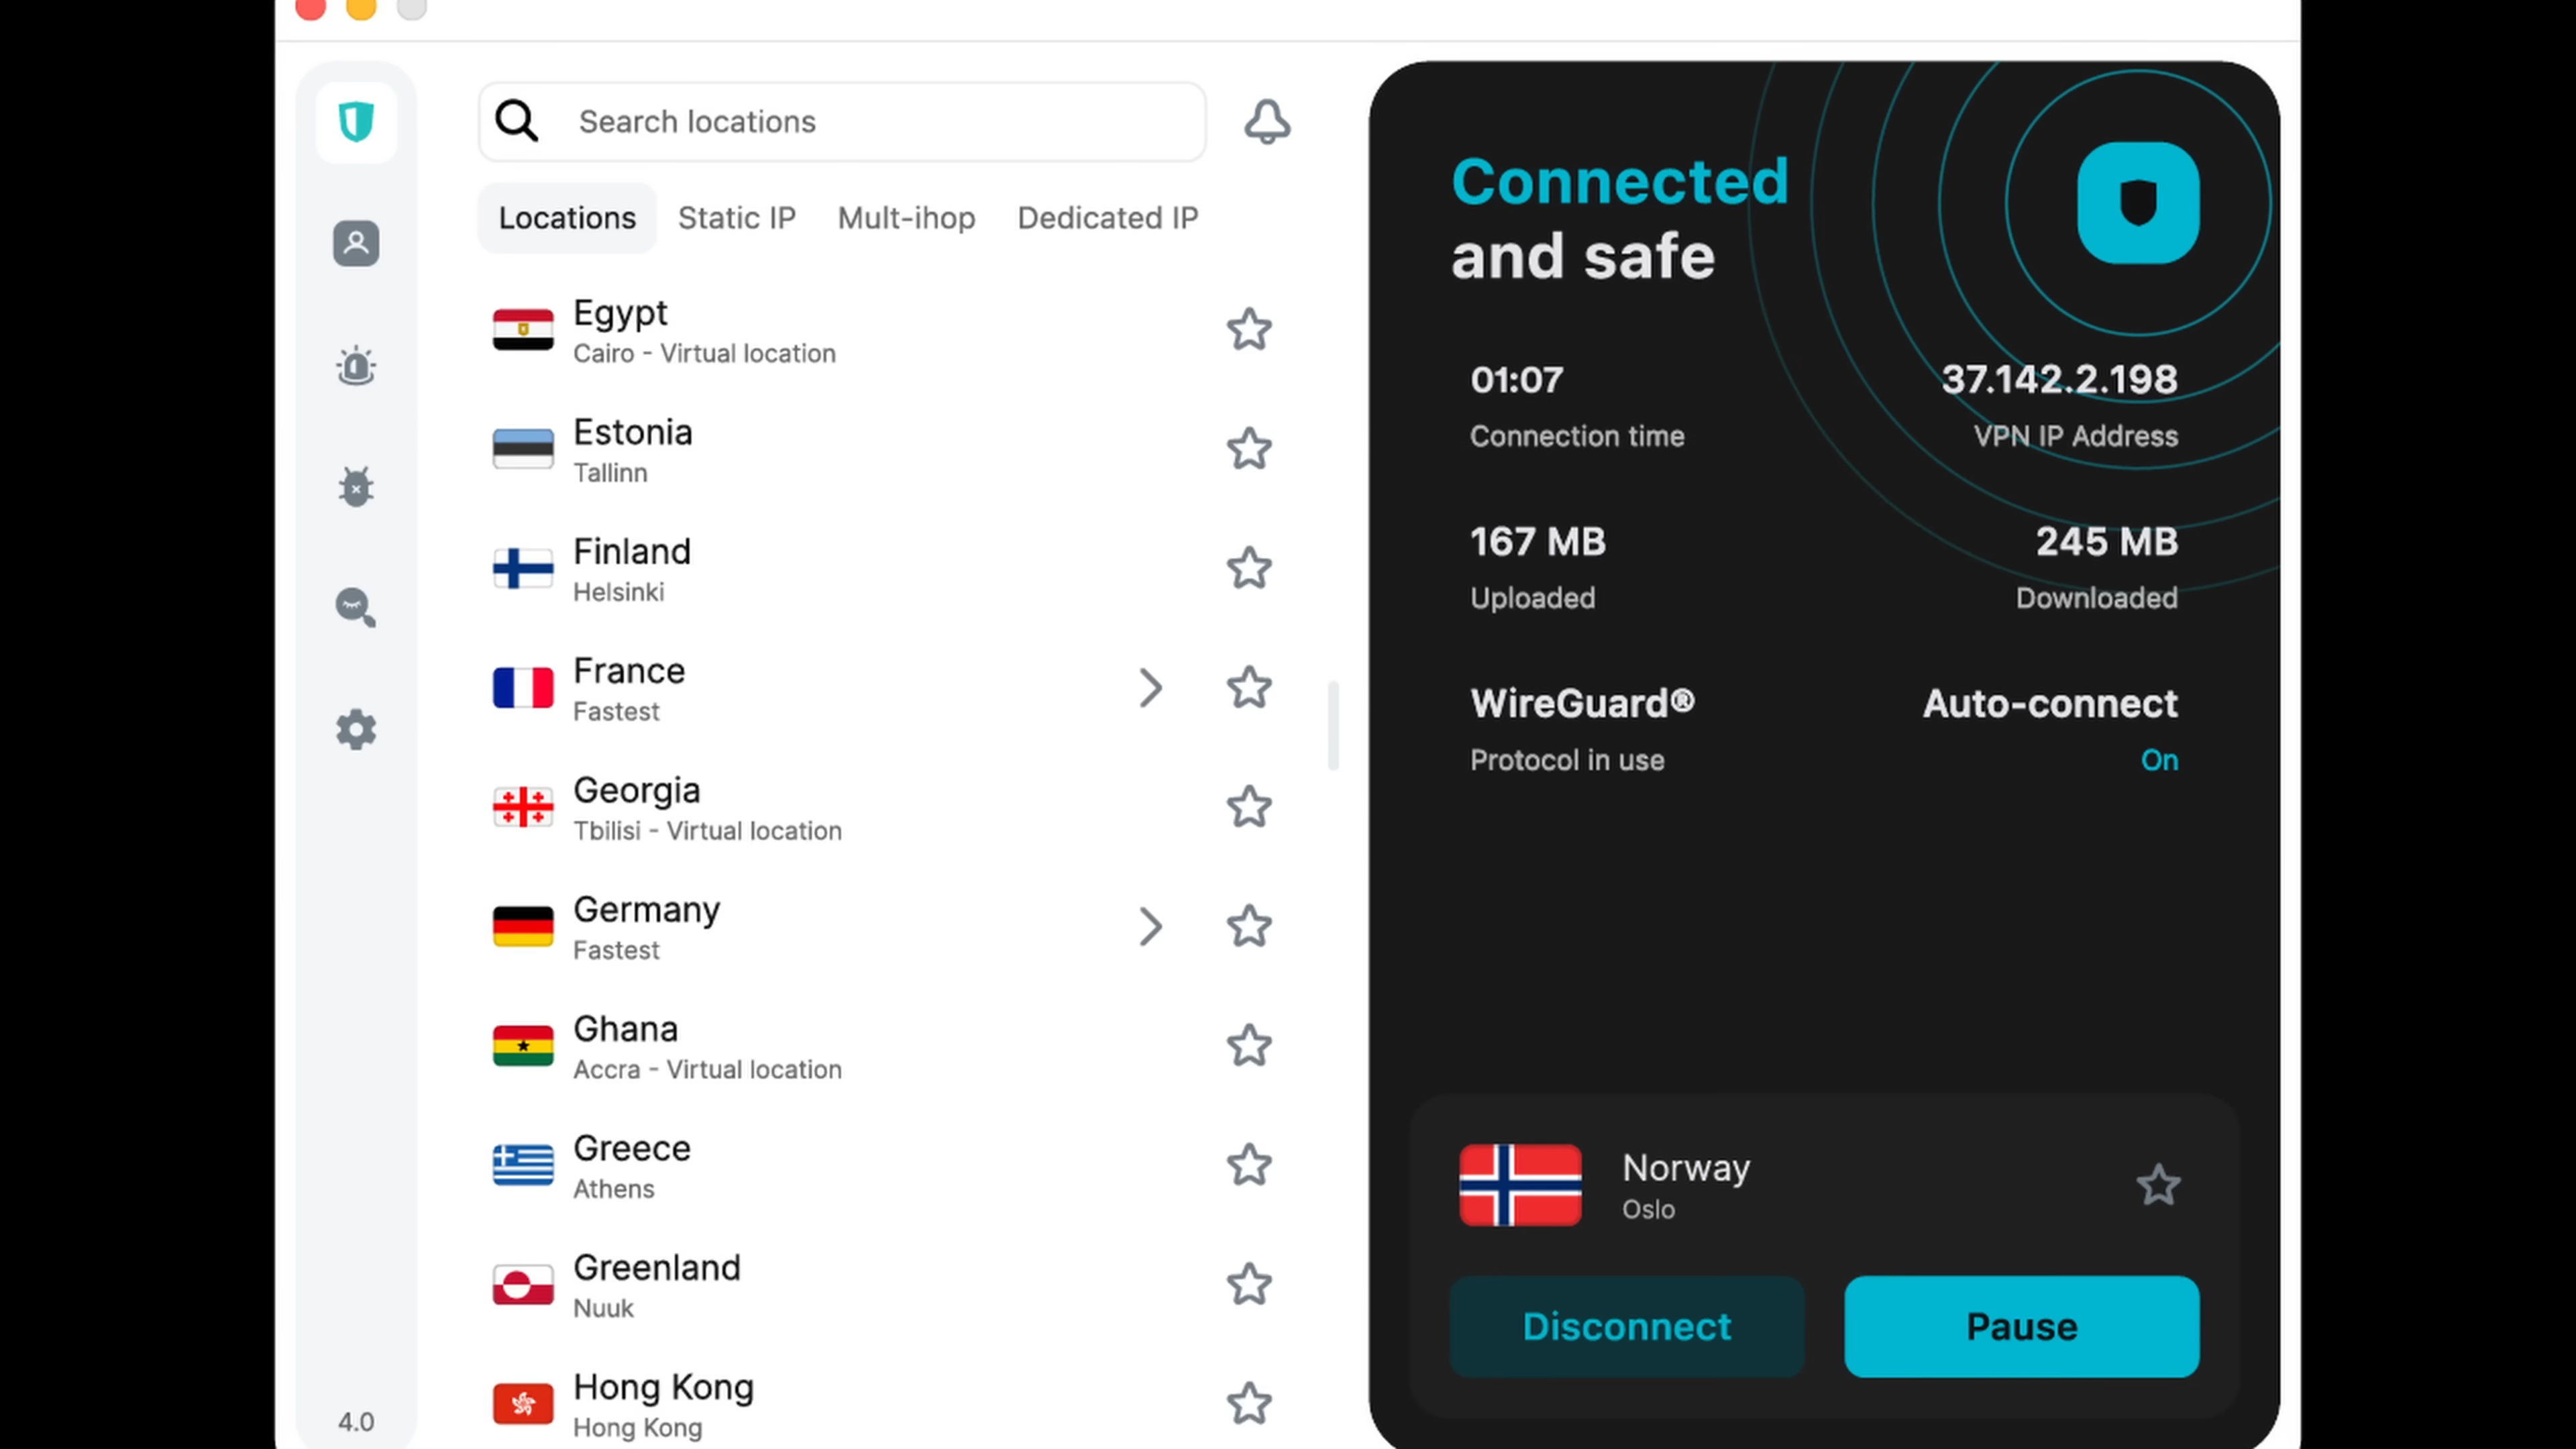 Search locations
Locations Static IP Mult-ihop Dedicated IP
Egypt
Cairo - Virtual location
Estonia
Tallinn
Finland
Helsinki
France
Fastest
Georgia
Tbilisi - Virtual location
Germany
Fastest
Ghana
Accra - Virtual location
Greece
Athens
Greenland
Nuuk
Hong Kong
Hong Kong
4.0
Connected
and safe
01:07 37.142.2.198
Connection time VPN IP Address
167 MB 245 MB
Uploaded Downloaded
WireGuard® Auto-connect
Protocol in use On
Norway
Oslo
Disconnect Pause